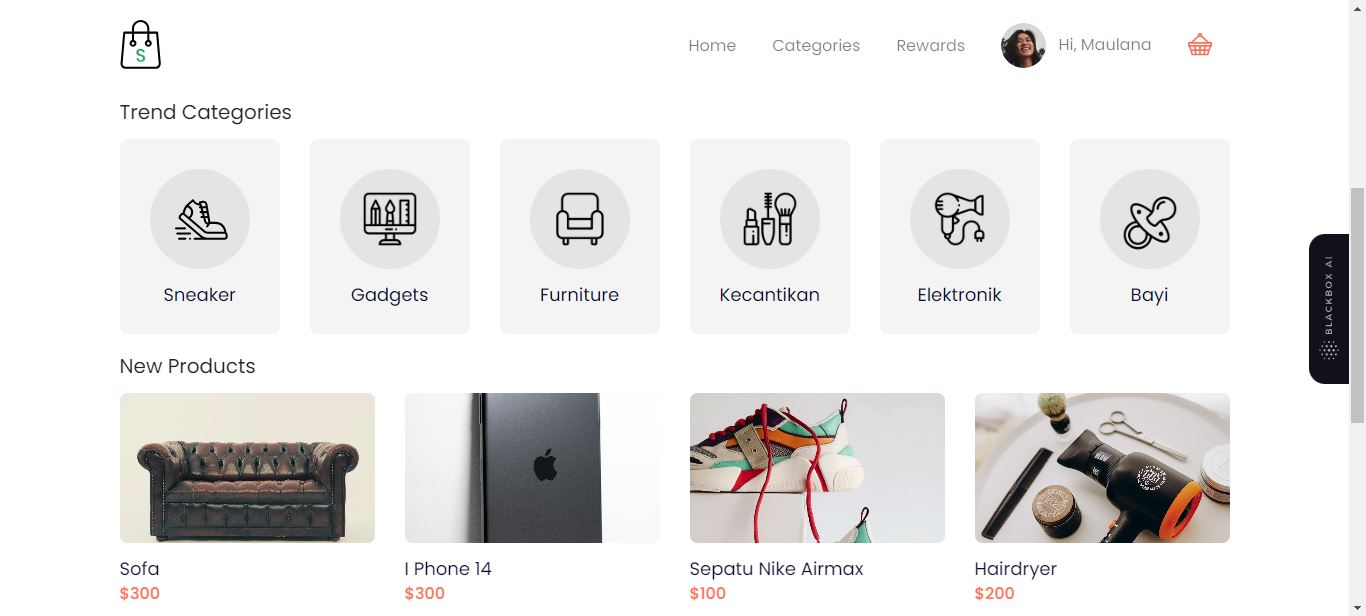 S
Home Categories Rewards Hi, Maulana
Trend Categories
Sneaker Gadgets Furniture Kecantikan Elektronik Bayi
BLACKBOX AI
New Products
Sofa I Phone 14 Sepatu Nike Airmax Hairdryer
$300 $300 $100 $200